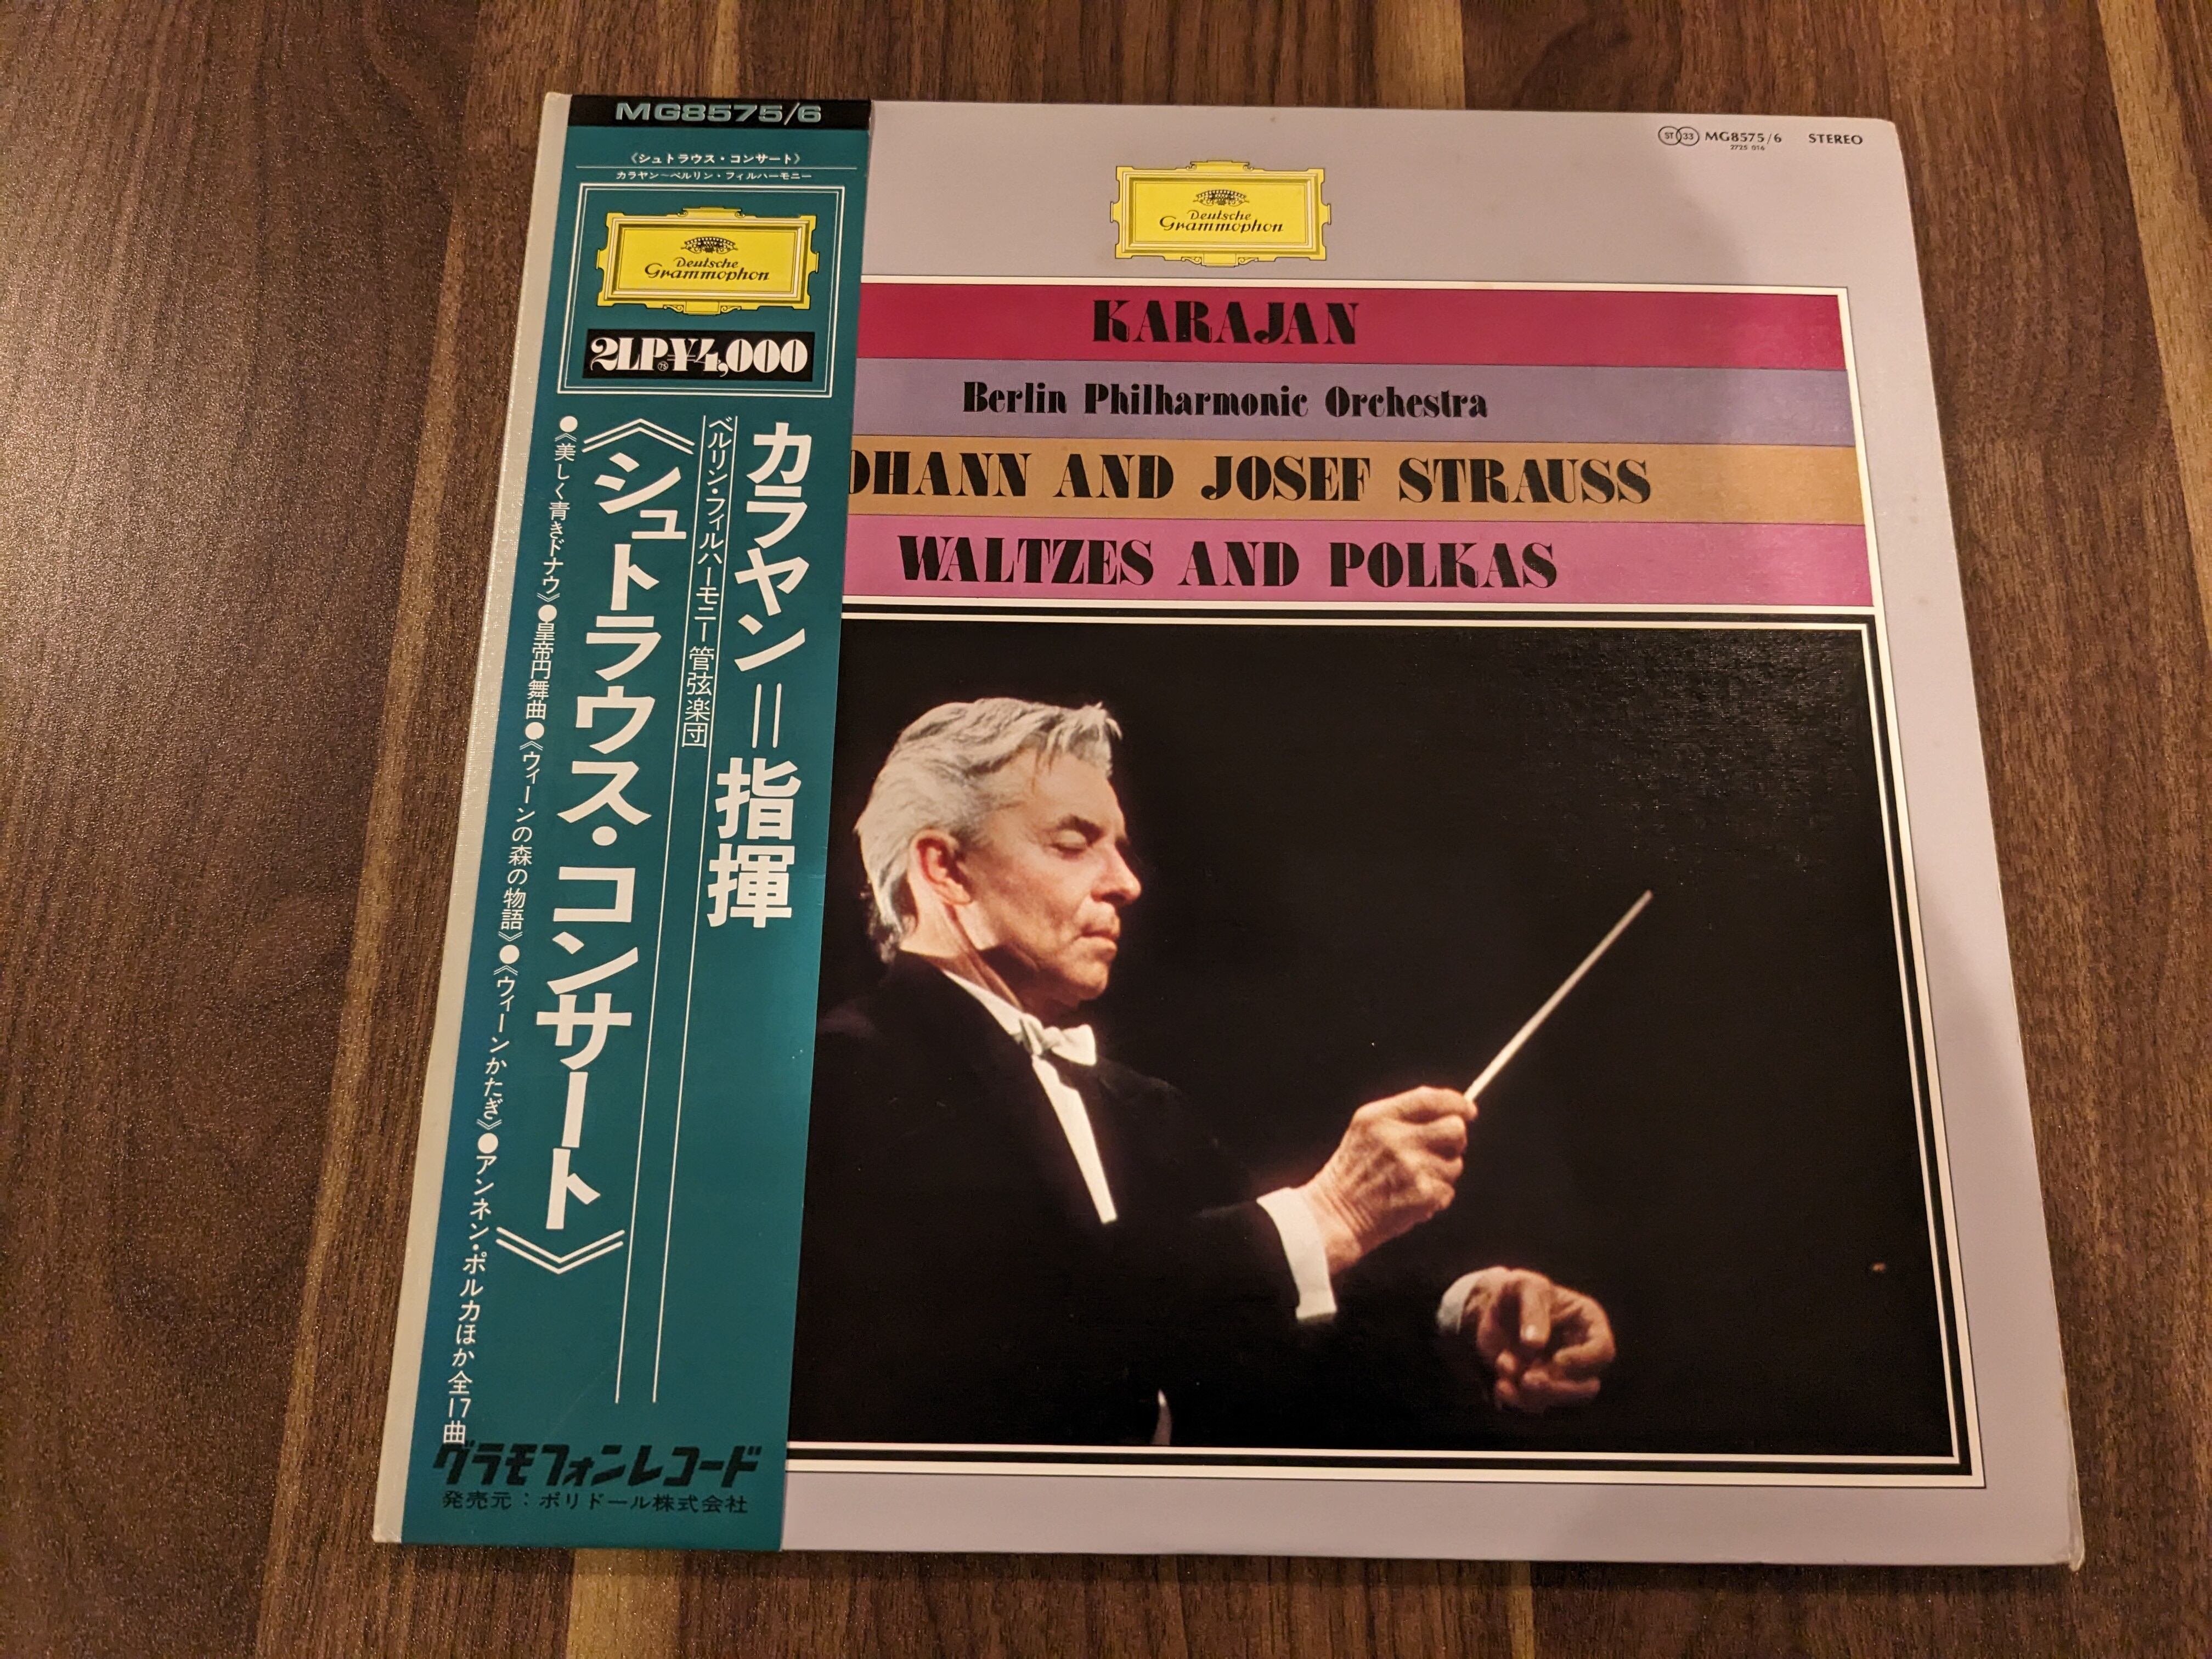 MG8575/6
《シュトラウス・コンサート》
カラヤン〜ベルリン・フィルハーモニー
Deutsche
Grammophon
2LP ¥4,000
カラヤン=指揮
ベルリン・フィルハーモニー管弦楽団
《シュトラウス・コンサート》
●《美しく青きドナウ》●皇帝円舞曲●《ウィーンの森の物語》●《ウィーンかたぎ》●アンネン・ポルカほか全17曲
グラモフォンレコード
発売元:ポリドール株式会社
ST 33 MG8575/6 STEREO
2725 016
Deutsche
Grammophon
KARAJAN
Berlin Philharmonic Orchestra
OHANN AND JOSEF STRAUSS
WALTZES AND POLKAS